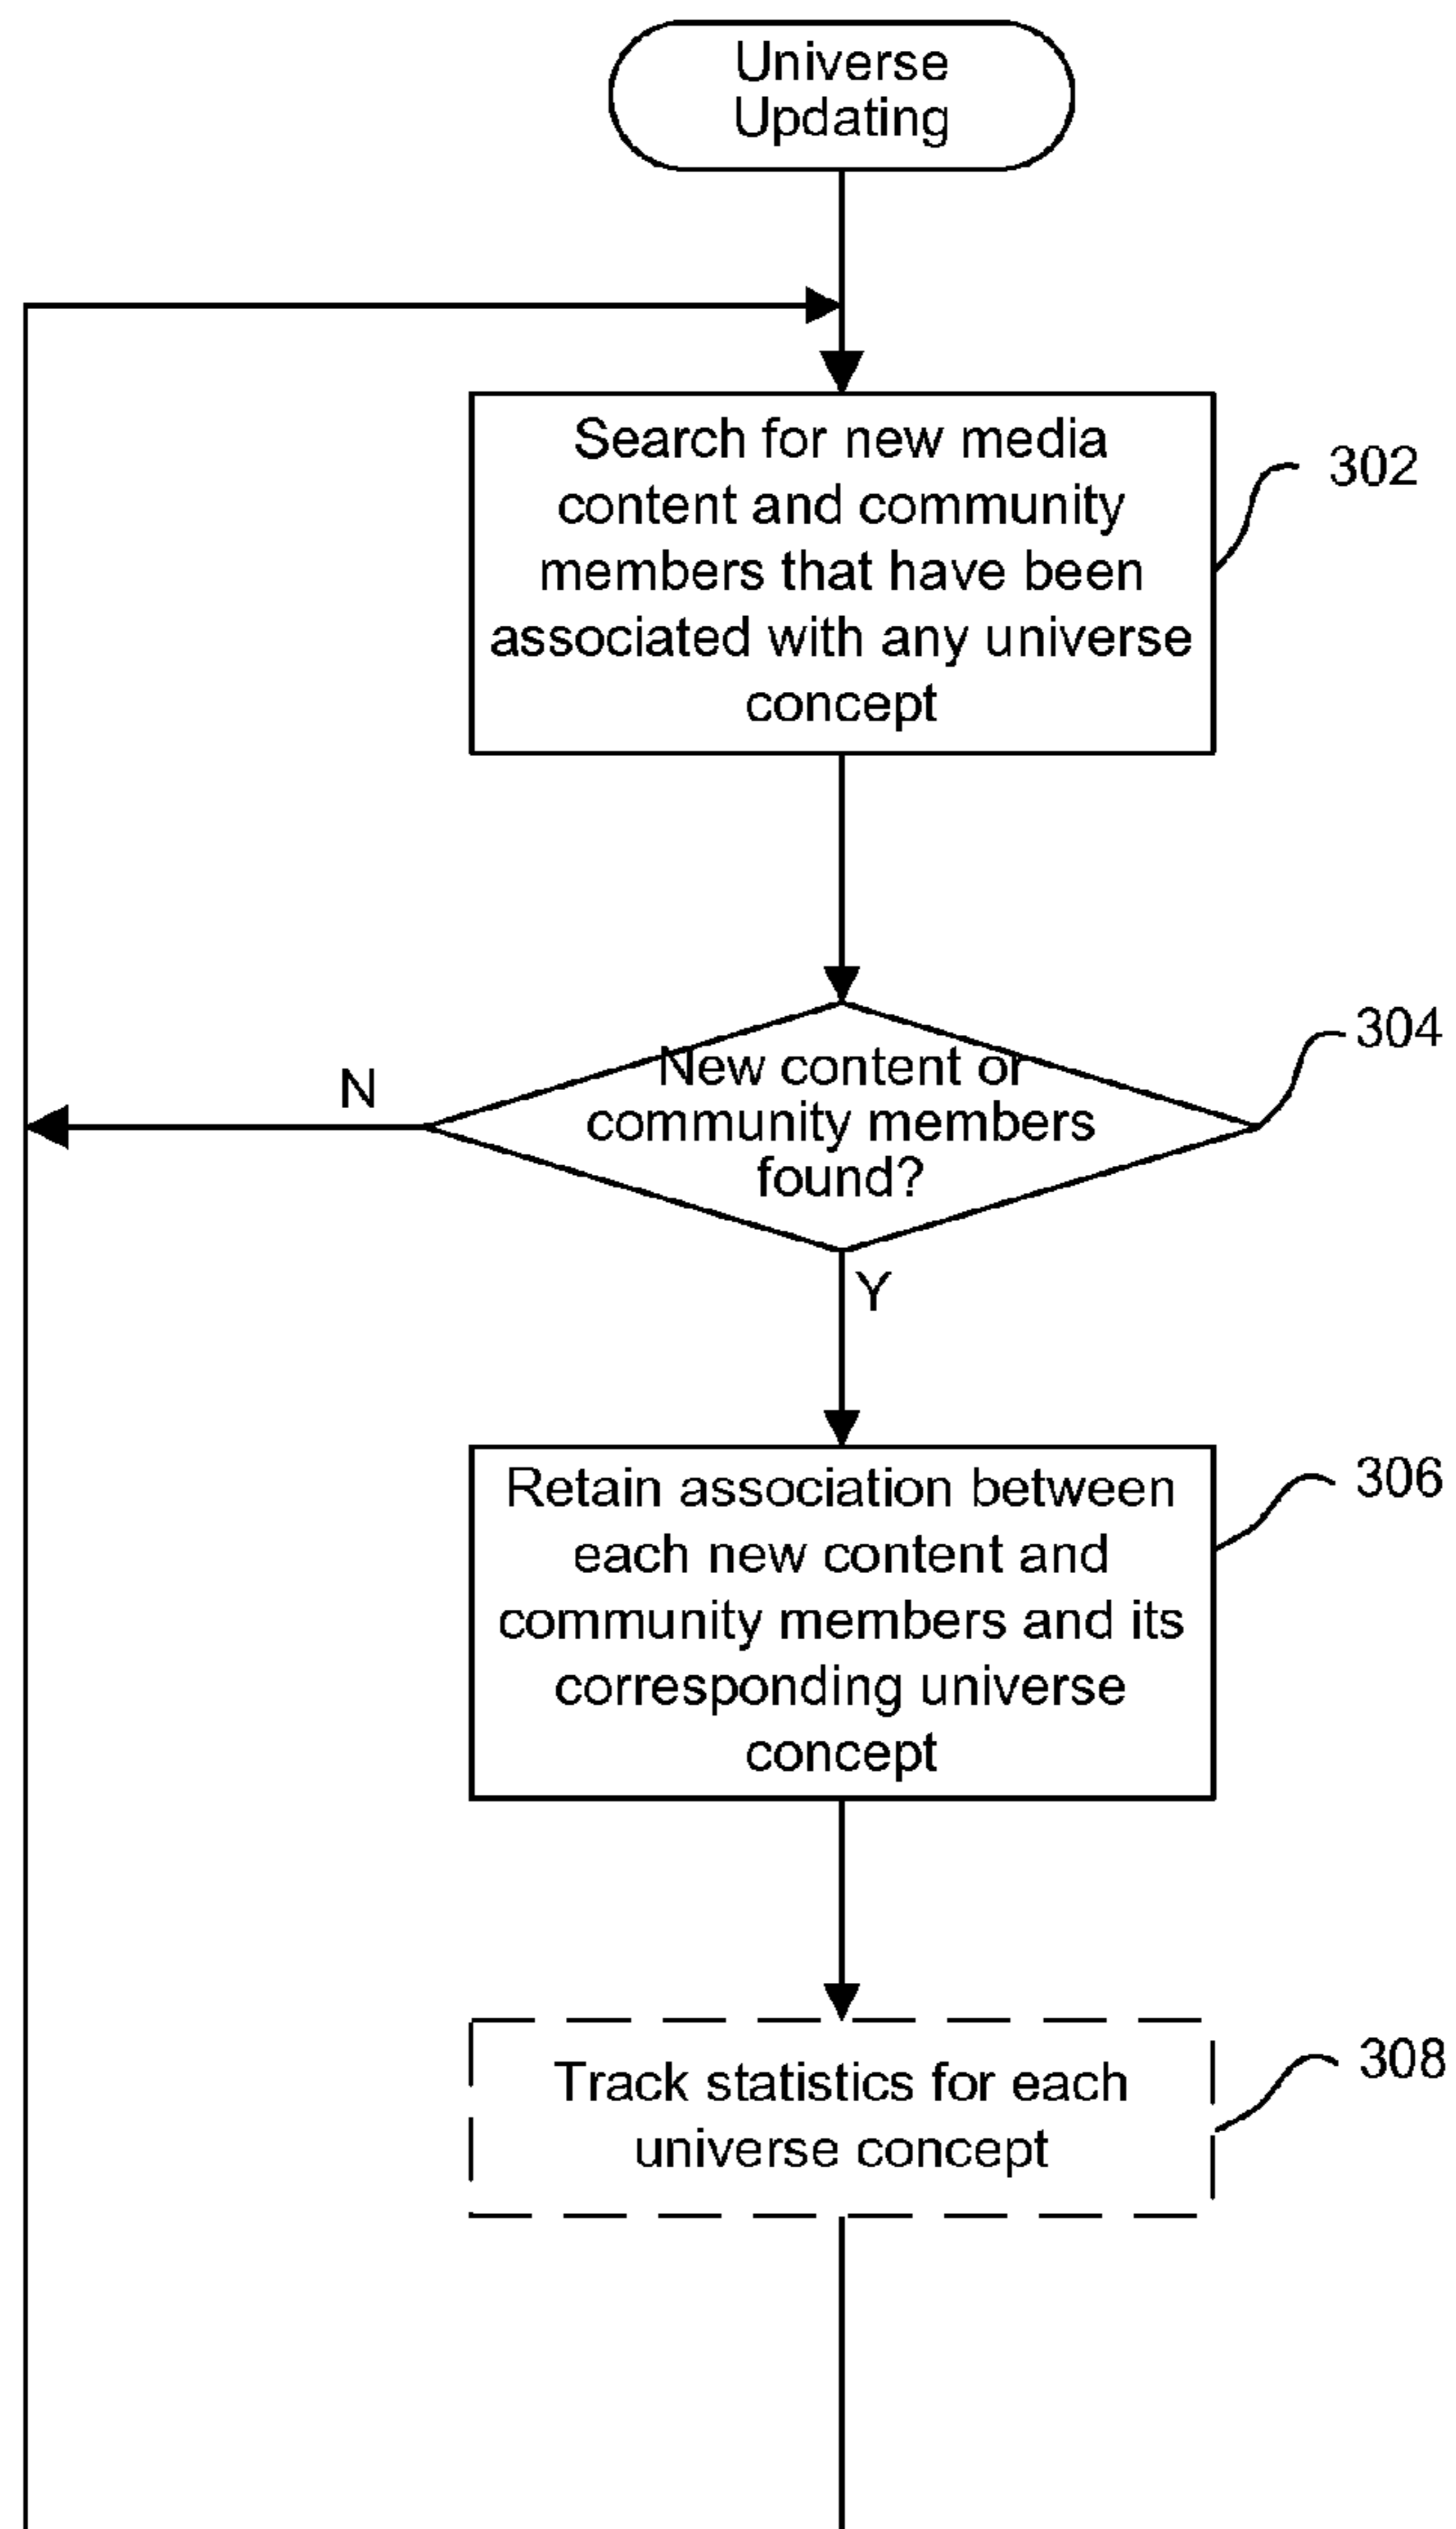 Universe
Updating
Search for new media
content and community
members that have been
associated with any universe
concept
302
New content or
community members
found?
304
N
Y
Retain association between
each new content and
community members and its
corresponding universe
concept
306
Track statistics for each
universe concept
308